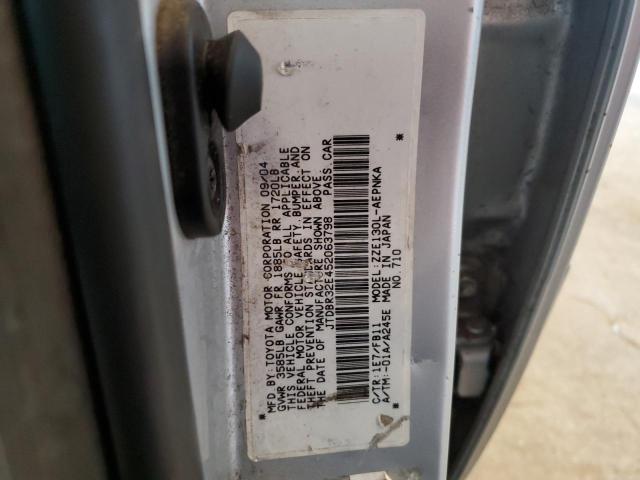 MFD BY: TOYOTA MOTOR CORPORATION 09/04
GVWR 3585LB GAWR FR 1885LB RR 1720LB
THIS VEHICLE CONFORMS TO ALL APPLICABLE
FEDERAL MOTOR VEHICLE SAFETY, BUMPER, AND
THEFT PREVENTION STANDARDS IN EFFECT ON
THE DATE OF MANUFACTURE SHOWN ABOVE.
JTDBR32E452063798 PASS. CAR
* *
C/TR: 1E7/FB11 MODEL: ZZE130L-AEPNKA
A/TM: -01A/A245E MADE IN JAPAN
NO. 710